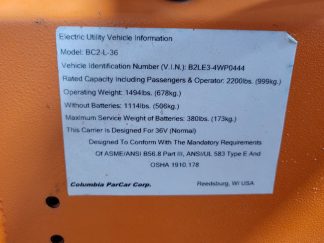 Electric Utility Vehicle Information
Model: BC2-L-36
Vehicle Identification Number (V.I.N.): B2LE3-4WP0444
Rated Capacity Including Passengers & Operator: 2200lbs. (999kg.)
Operating Weight: 1494lbs. (678kg.)
Without Batteries: 1114lbs. (506kg.)
Maximum Service Weight of Batteries: 380lbs. (173kg.)
This Carrier is Designed For 36V (Normal)
Designed To Conform With The Mandatory Requirements
Of ASME/ANSI B56.8 Part III, ANSI/UL 583 Type E And
OSHA 1910.178
Columbia ParCar Corp. Reedsburg, WI USA